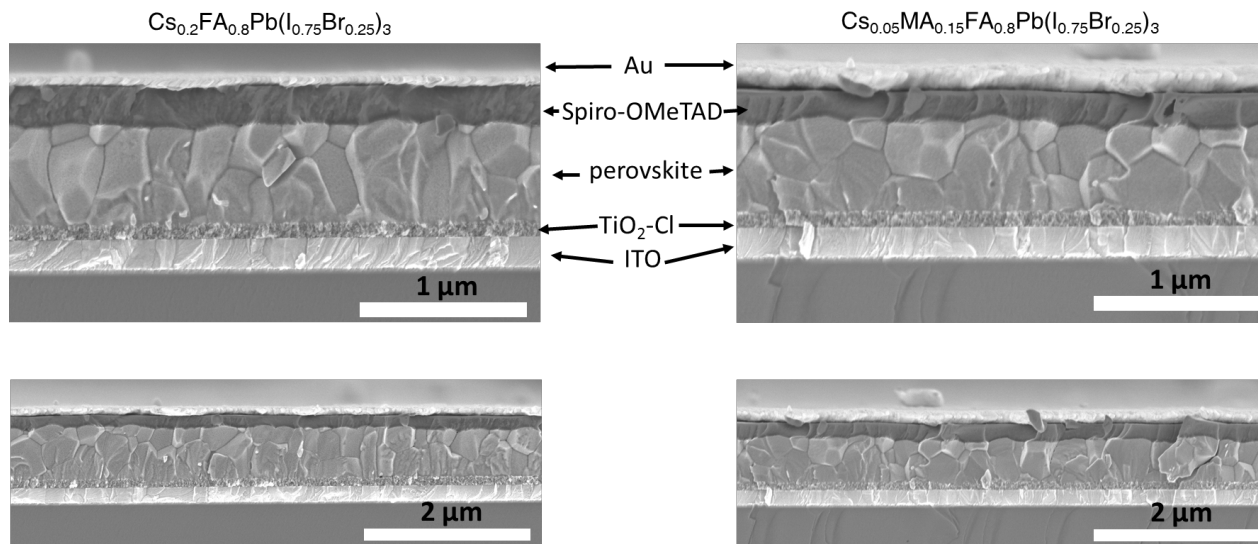 Cs0.2FA0.8Pb(I0.75Br0.25)3
Cs0.05MA0.15FA0.8Pb(I0.75Br0.25)3
Au
Spiro-OMeTAD
perovskite
TiO2-Cl
ITO
1 µm
1 µm
2 µm
2 µm